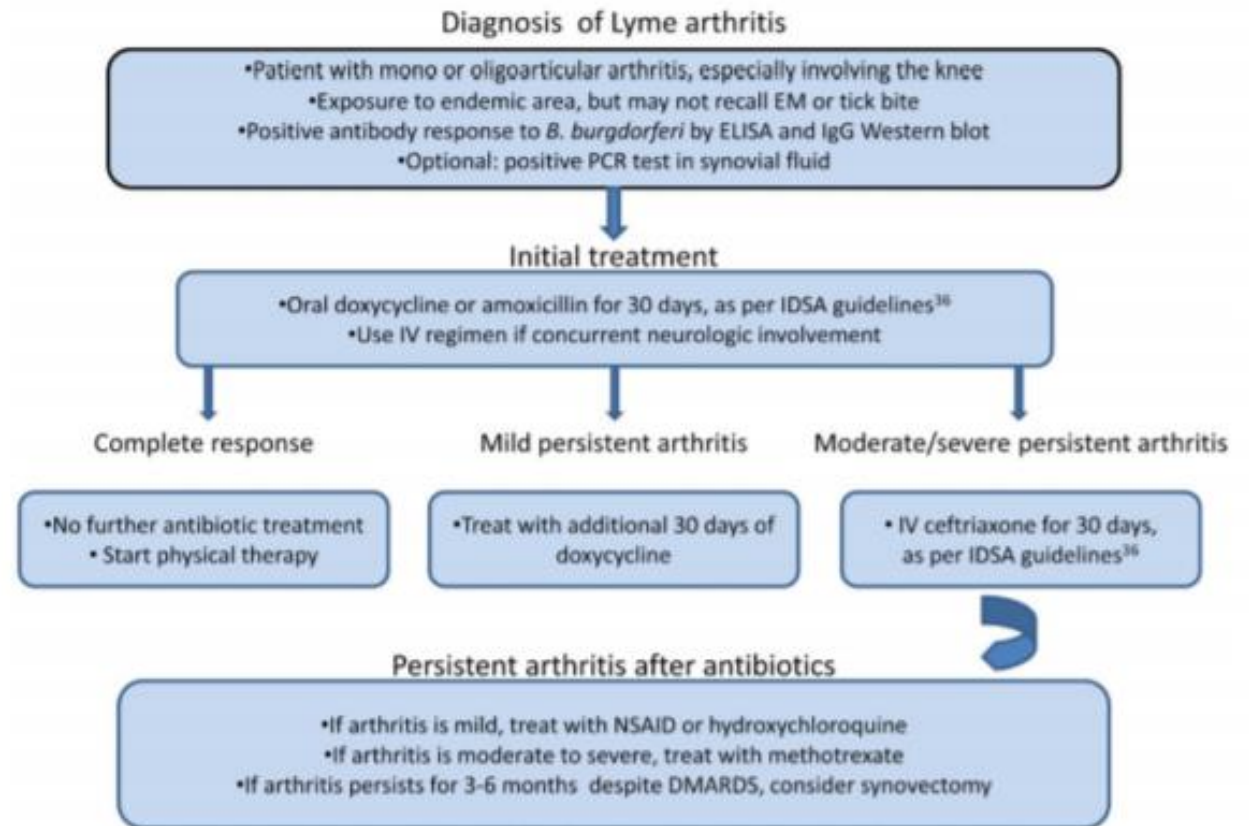 Diagnosis of Lyme arthritis
•Patient with mono or oligoarticular arthritis, especially involving the knee
•Exposure to endemic area, but may not recall EM or tick bite
•Positive antibody response to B. burgdorferi by ELISA and IgG Western blot
•Optional: positive PCR test in synovial fluid
Initial treatment
•Oral doxycycline or amoxicillin for 30 days, as per IDSA guidelines³⁶
•Use IV regimen if concurrent neurologic involvement
Complete response
•No further antibiotic treatment
• Start physical therapy
Mild persistent arthritis
•Treat with additional 30 days of
doxycycline
Moderate/severe persistent arthritis
• IV ceftriaxone for 30 days,
as per IDSA guidelines³⁶
Persistent arthritis after antibiotics
•If arthritis is mild, treat with NSAID or hydroxychloroquine
•If arthritis is moderate to severe, treat with methotrexate
•If arthritis persists for 3-6 months despite DMARDS, consider synovectomy